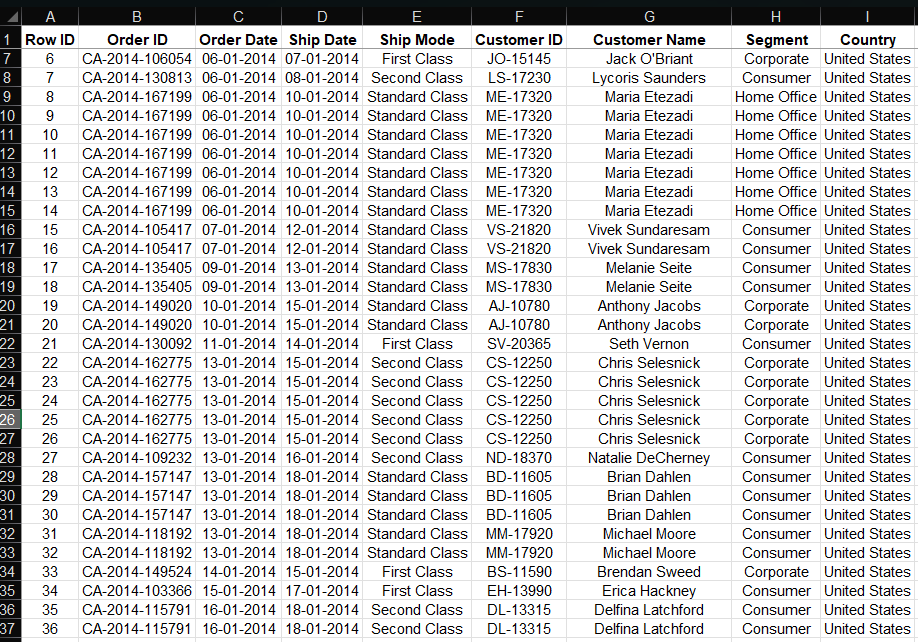 A B C D E F G H I
1 Row ID Order ID Order Date Ship Date Ship Mode Customer ID Customer Name Segment Country
7 6 CA-2014-106054 06-01-2014 07-01-2014 First Class JO-15145 Jack O'Briant Corporate United States
8 7 CA-2014-130813 06-01-2014 08-01-2014 Second Class LS-17230 Lycoris Saunders Consumer United States
9 8 CA-2014-167199 06-01-2014 10-01-2014 Standard Class ME-17320 Maria Etezadi Home Office United States
10 9 CA-2014-167199 06-01-2014 10-01-2014 Standard Class ME-17320 Maria Etezadi Home Office United States
11 10 CA-2014-167199 06-01-2014 10-01-2014 Standard Class ME-17320 Maria Etezadi Home Office United States
12 11 CA-2014-167199 06-01-2014 10-01-2014 Standard Class ME-17320 Maria Etezadi Home Office United States
13 12 CA-2014-167199 06-01-2014 10-01-2014 Standard Class ME-17320 Maria Etezadi Home Office United States
14 13 CA-2014-167199 06-01-2014 10-01-2014 Standard Class ME-17320 Maria Etezadi Home Office United States
15 14 CA-2014-167199 06-01-2014 10-01-2014 Standard Class ME-17320 Maria Etezadi Home Office United States
16 15 CA-2014-105417 07-01-2014 12-01-2014 Standard Class VS-21820 Vivek Sundaresam Consumer United States
17 16 CA-2014-105417 07-01-2014 12-01-2014 Standard Class VS-21820 Vivek Sundaresam Consumer United States
18 17 CA-2014-135405 09-01-2014 13-01-2014 Standard Class MS-17830 Melanie Seite Consumer United States
19 18 CA-2014-135405 09-01-2014 13-01-2014 Standard Class MS-17830 Melanie Seite Consumer United States
20 19 CA-2014-149020 10-01-2014 15-01-2014 Standard Class AJ-10780 Anthony Jacobs Corporate United States
21 20 CA-2014-149020 10-01-2014 15-01-2014 Standard Class AJ-10780 Anthony Jacobs Corporate United States
22 21 CA-2014-130092 11-01-2014 14-01-2014 First Class SV-20365 Seth Vernon Consumer United States
23 22 CA-2014-162775 13-01-2014 15-01-2014 Second Class CS-12250 Chris Selesnick Corporate United States
24 23 CA-2014-162775 13-01-2014 15-01-2014 Second Class CS-12250 Chris Selesnick Corporate United States
25 24 CA-2014-162775 13-01-2014 15-01-2014 Second Class CS-12250 Chris Selesnick Corporate United States
26 25 CA-2014-162775 13-01-2014 15-01-2014 Second Class CS-12250 Chris Selesnick Corporate United States
27 26 CA-2014-162775 13-01-2014 15-01-2014 Second Class CS-12250 Chris Selesnick Corporate United States
28 27 CA-2014-109232 13-01-2014 16-01-2014 Second Class ND-18370 Natalie DeCherney Consumer United States
29 28 CA-2014-157147 13-01-2014 18-01-2014 Standard Class BD-11605 Brian Dahlen Consumer United States
30 29 CA-2014-157147 13-01-2014 18-01-2014 Standard Class BD-11605 Brian Dahlen Consumer United States
31 30 CA-2014-157147 13-01-2014 18-01-2014 Standard Class BD-11605 Brian Dahlen Consumer United States
32 31 CA-2014-118192 13-01-2014 18-01-2014 Standard Class MM-17920 Michael Moore Consumer United States
33 32 CA-2014-118192 13-01-2014 18-01-2014 Standard Class MM-17920 Michael Moore Consumer United States
34 33 CA-2014-149524 14-01-2014 15-01-2014 First Class BS-11590 Brendan Sweed Corporate United States
35 34 CA-2014-103366 15-01-2014 17-01-2014 First Class EH-13990 Erica Hackney Consumer United States
36 35 CA-2014-115791 16-01-2014 18-01-2014 Second Class DL-13315 Delfina Latchford Consumer United States
37 36 CA-2014-115791 16-01-2014 18-01-2014 Second Class DL-13315 Delfina Latchford Consumer United States